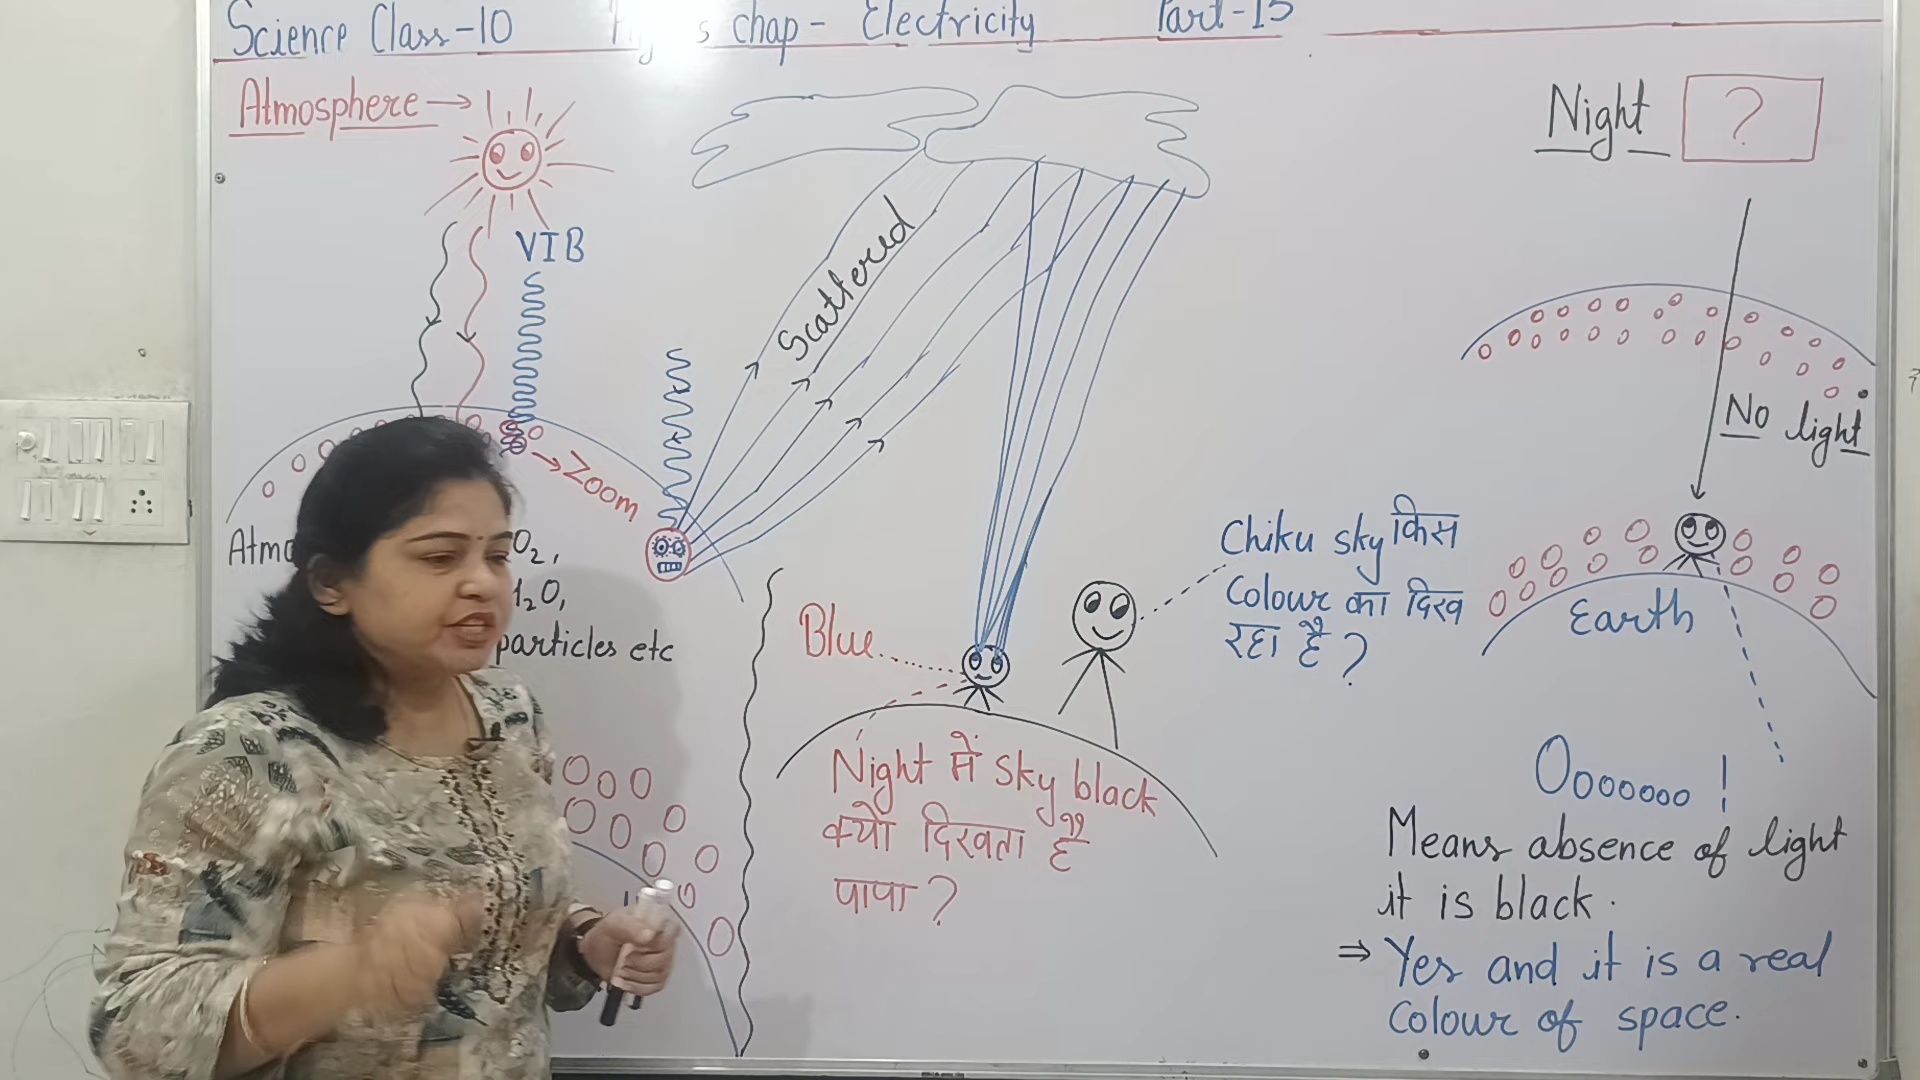 Science Class-10 chap- Electricity Part-15
Atmosphere →
VIB
Scattered
Zoom
O2,
H2O,
particles etc
Blue
Chiku sky किस
Colour का दिख
रहा है ?
Night में sky black
क्यों दिखता है
पापा ?
Night ?
No light
Earth
Ooooooo !
Means absence of light
it is black.
⇒ Yes and it is a real
Colour of space.